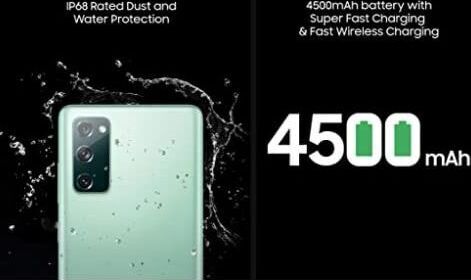 IP68 Rated Dust and
Water Protection
4500mAh battery with
Super Fast Charging
& Fast Wireless Charging
4500 mAh